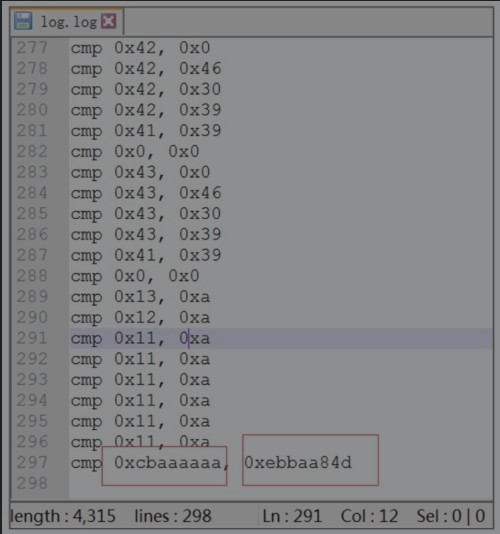 log.log
277 cmp 0x42, 0x0
278 cmp 0x42, 0x46
279 cmp 0x42, 0x30
280 cmp 0x42, 0x39
281 cmp 0x41, 0x39
282 cmp 0x0, 0x0
283 cmp 0x43, 0x0
284 cmp 0x43, 0x46
285 cmp 0x43, 0x30
286 cmp 0x43, 0x39
287 cmp 0x41, 0x39
288 cmp 0x0, 0x0
289 cmp 0x13, 0xa
290 cmp 0x12, 0xa
291 cmp 0x11, 0xa
292 cmp 0x11, 0xa
293 cmp 0x11, 0xa
294 cmp 0x11, 0xa
295 cmp 0x11, 0xa
296 cmp 0x11, 0xa
297 cmp 0xcbaaaaaa, 0xebbaa84d
298
length : 4,315 lines : 298 Ln : 291 Col : 12 Sel : 0 | 0